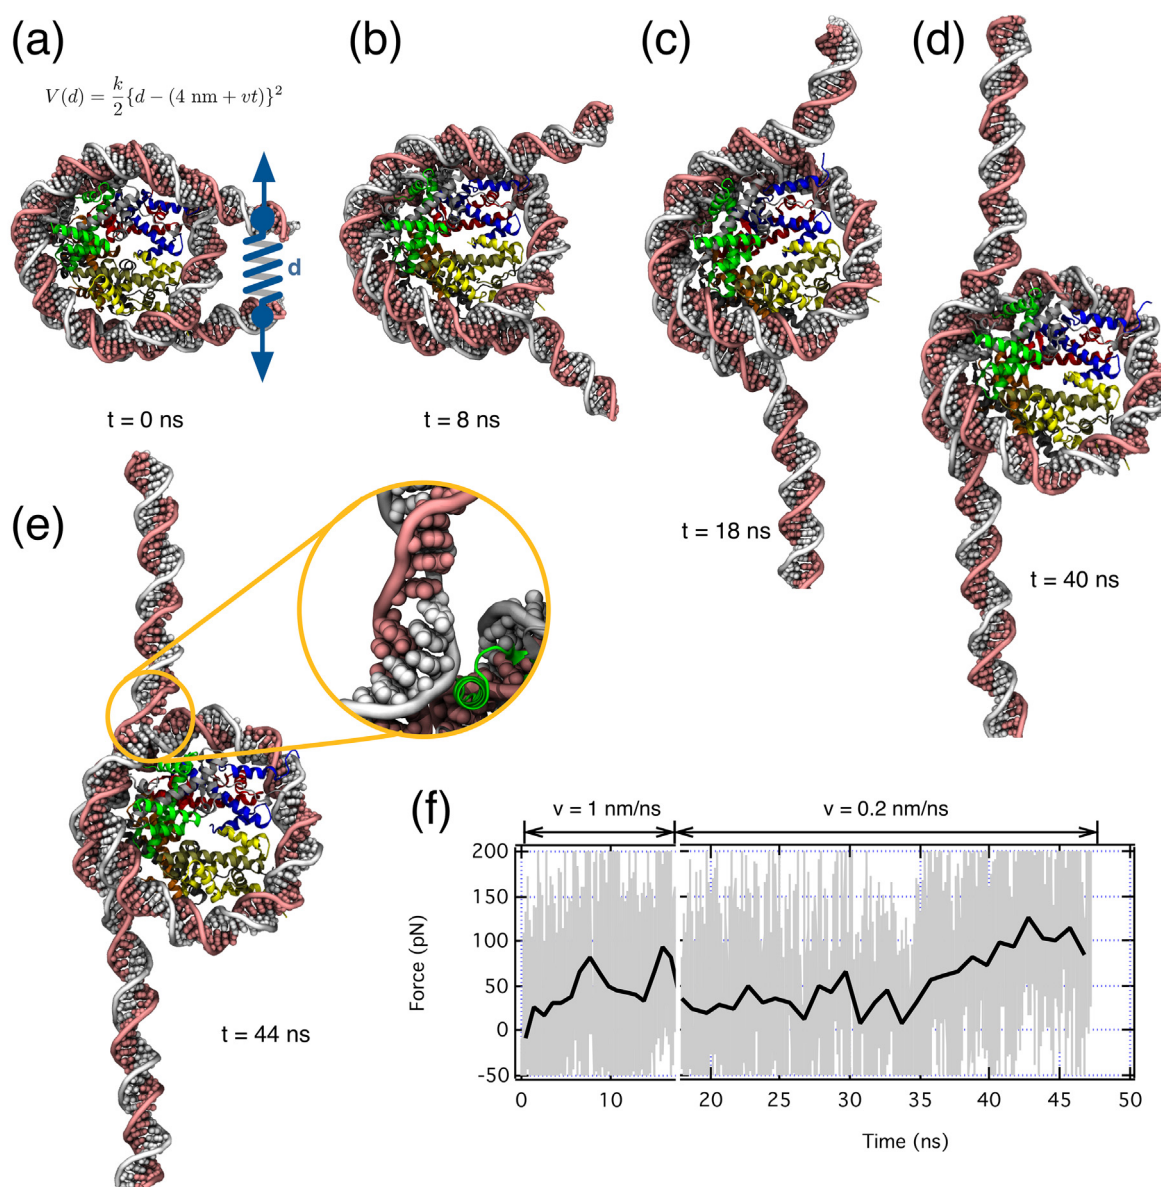 (a)
(b)
(c)
(d)
V(d) = k/2 {d − (4 nm + vt)}²
d
t = 0 ns
t = 8 ns
t = 18 ns
t = 40 ns
(e)
t = 44 ns
(f)
v = 1 nm/ns
v = 0.2 nm/ns
200
150
100
50
0
-50
Force (pN)
0
10
20
25
30
35
40
45
50
Time (ns)